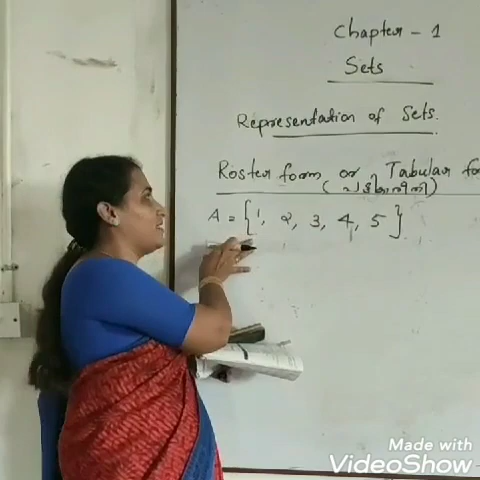 Chapter - 1
Sets
Representation of Sets.
Roster form or Tabular fo
A = {1, 2, 3, 4, 5}
Made with
VideoShow